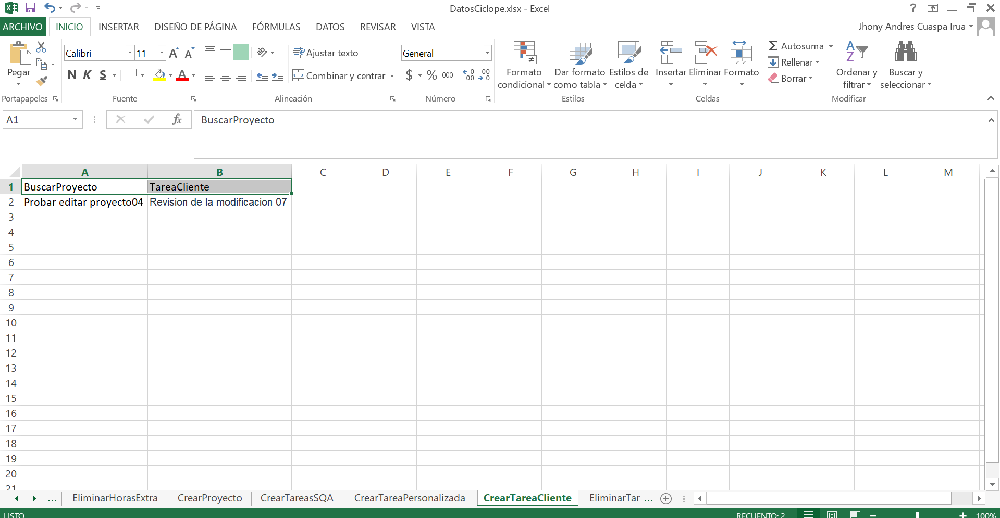 DatosCiclope.xlsx - Excel
ARCHIVO INICIO INSERTAR DISEÑO DE PÁGINA FÓRMULAS DATOS REVISAR VISTA Jhony Andres Cuaspa Irua
Pegar
Portapapeles
Calibri 11
N K S
Fuente
Ajustar texto
Combinar y centrar
Alineación
General
$ % 000
Número
Formato condicional
Dar formato como tabla
Estilos de celda
Estilos
Insertar Eliminar Formato
Celdas
Autosuma
Rellenar
Borrar
Ordenar y filtrar
Buscar y seleccionar
Modificar
A1 fx BuscarProyecto
A B C D E F G H I J K L M
1 BuscarProyecto TareaCliente
2 Probar editar proyecto04 Revision de la modificacion 07
3
4
5
6
7
8
9
10
11
12
13
14
15
16
17
18
19
20
21
... EliminarHorasExtra CrearProyecto CrearTareasSQA CrearTareaPersonalizada CrearTareaCliente EliminarTar ...
LISTO RECUENTO: 2 100%